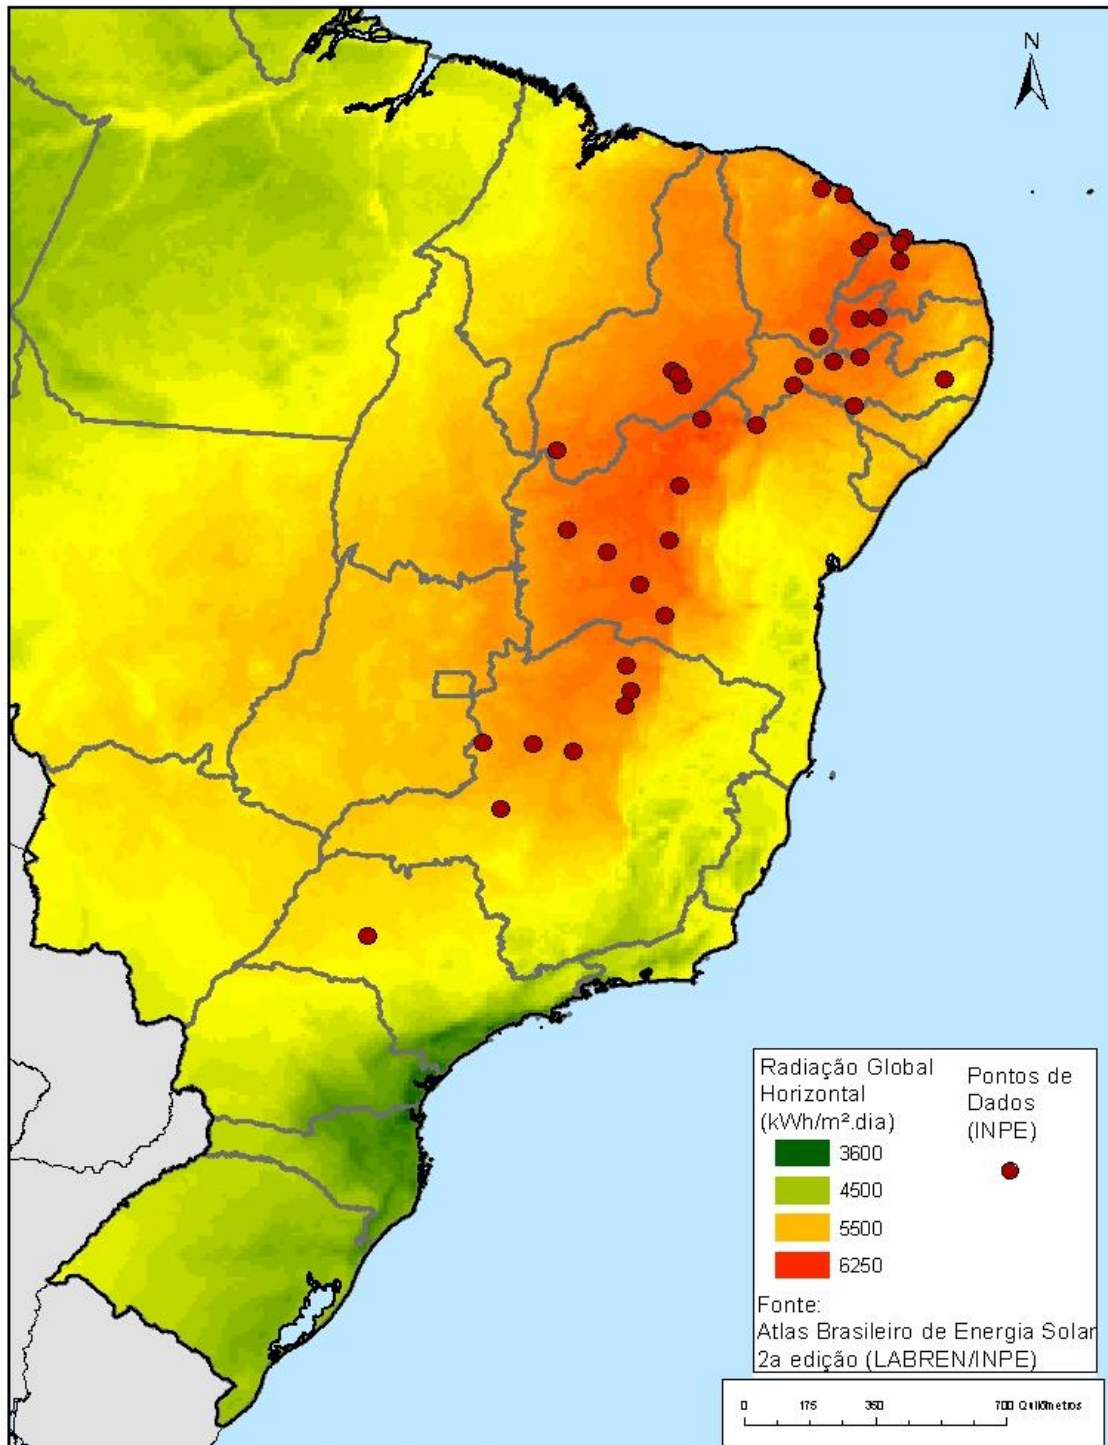 N
Radiação Global
Horizontal
(kWh/m².dia)
3600
4500
5500
6250
Pontos de
Dados
(INPE)
Fonte:
Atlas Brasileiro de Energia Solar
2a edição (LABREN/INPE)
0 175 350 700 Quilômetros